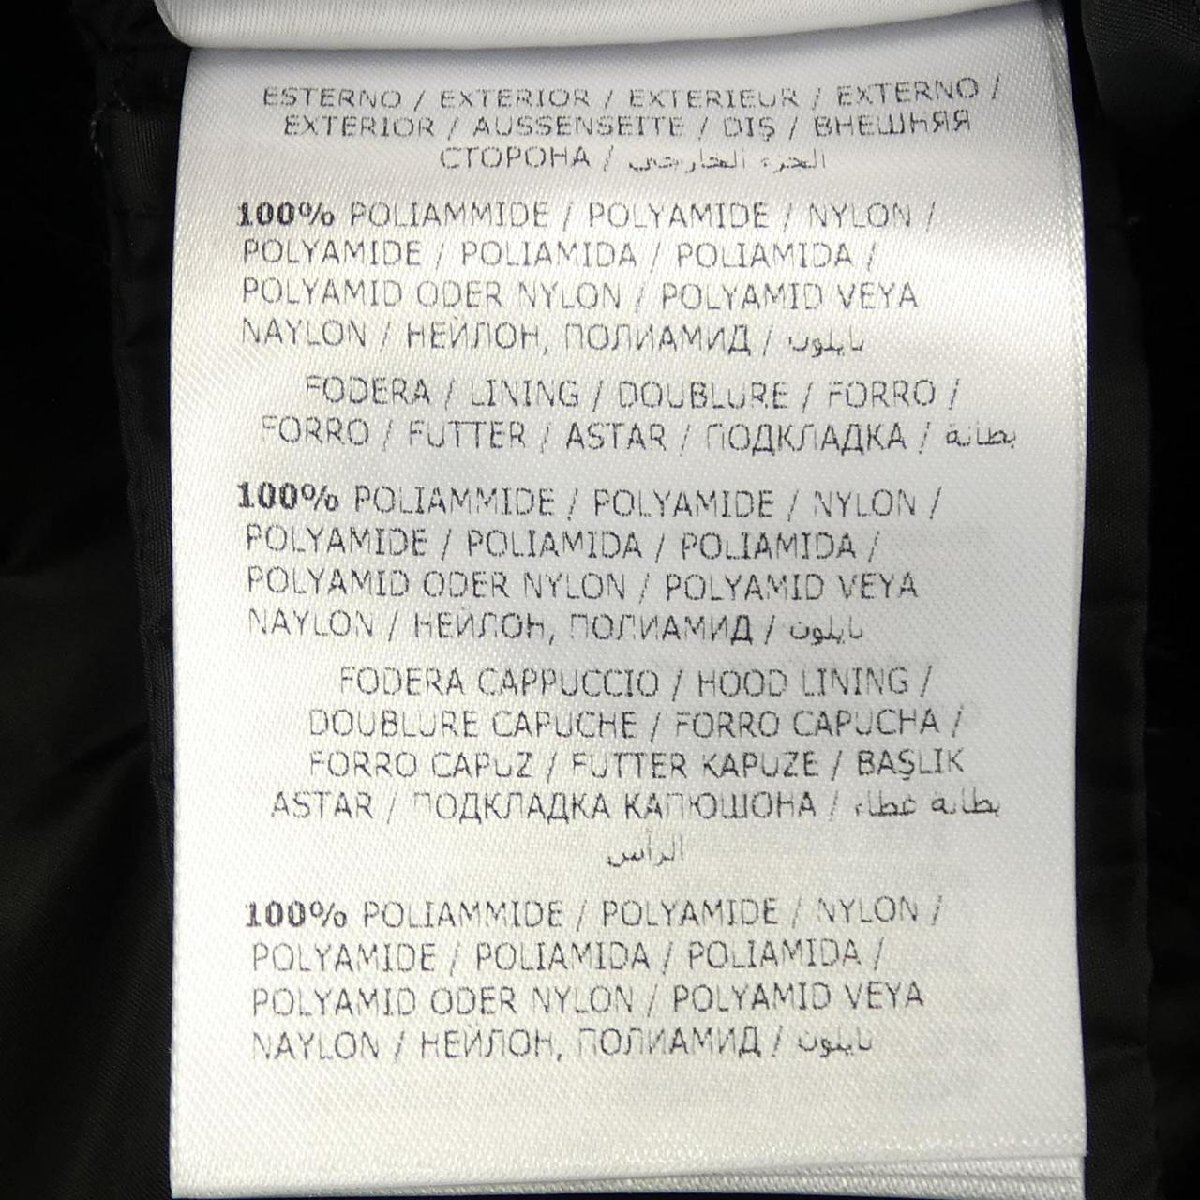 ESTERNO / EXTERIOR / EXTERIEUR / EXTERNO /
EXTERIOR / AUSSENSEITE / DIŞ / ВНЕШНЯЯ
СТОРОНА / الجزء الخارجي
100% POLIAMMIDE / POLYAMIDE / NYLON /
POLYAMIDE / POLIAMIDA / POLIAMIDA /
POLYAMID ODER NYLON / POLYAMID VEYA
NAYLON / НЕЙЛОН, ПОЛИАМИД / نايلون
FODERA / LINING / DOUBLURE / FORRO /
FORRO / FUTTER / ASTAR / ПОДКЛАДКА / بطانة
100% POLIAMMIDE / POLYAMIDE / NYLON /
POLYAMIDE / POLIAMIDA / POLIAMIDA /
POLYAMID ODER NYLON / POLYAMID VEYA
NAYLON / НЕЙЛОН, ПОЛИАМИД / نايلون
FODERA CAPPUCCIO / HOOD LINING /
DOUBLURE CAPUCHE / FORRO CAPUCHA /
FORRO CAPUZ / FUTTER KAPUZE / BAŞLIK
ASTAR / ПОДКЛАДКА КАПЮШОНА / بطانة غطاء
الرأس
100% POLIAMMIDE / POLYAMIDE / NYLON /
POLYAMIDE / POLIAMIDA / POLIAMIDA /
POLYAMID ODER NYLON / POLYAMID VEYA
NAYLON / НЕЙЛОН, ПОЛИАМИД / نايلون